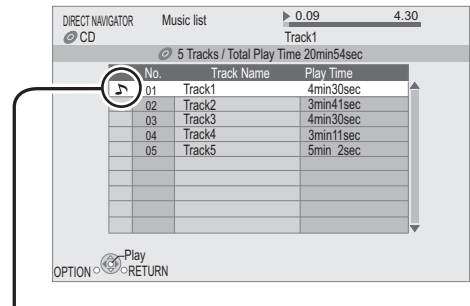 DIRECT NAVIGATOR Music list 0.09 4.30
CD Track1
5 Tracks / Total Play Time 20min54sec
No. Track Name Play Time
01 Track1 4min30sec
02 Track2 3min41sec
03 Track3 4min30sec
04 Track4 3min11sec
05 Track5 5min 2sec
Play
OPTION RETURN